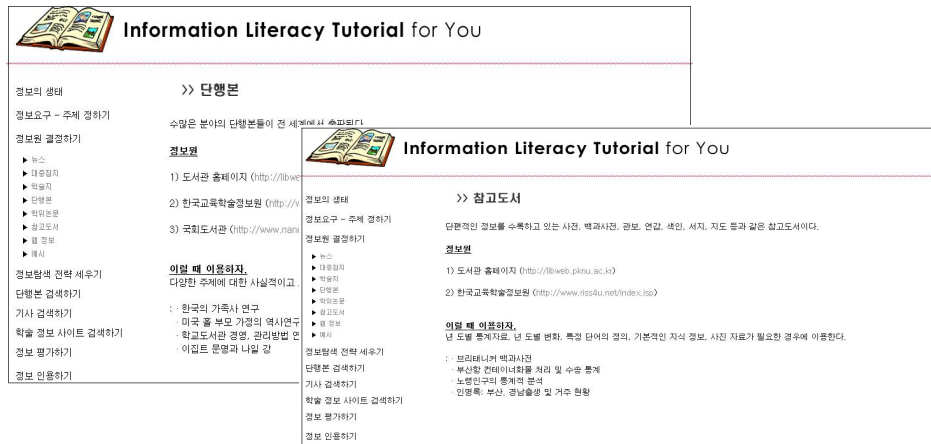 Information Literacy Tutorial for You
정보의 생태
정보요구 - 주제 정하기
정보원 결정하기
▶ 뉴스
▶ 대중잡지
▶ 학술지
▶ 단행본
▶ 학위논문
▶ 참고도서
▶ 웹 정보
▶ 예시
정보탐색 전략 세우기
단행본 검색하기
기사 검색하기
학술 정보 사이트 검색하기
정보 평가하기
정보 인용하기
>> 단행본
수많은 분야의 단행본들이 전 세계에서 출판된다
정보원
1) 도서관 홈페이지 (http://libwe
2) 한국교육학술정보원 (http://
3) 국회도서관 (http://www.nan
이럴 때 이용하자.
다양한 주제에 대한 사실적이고
: · 한국의 가족사 연구
· 미국 홀 부모 가정의 역사연구
· 학교도서관 경영, 관리방법 연
· 이집트 문명과 나일 강
Information Literacy Tutorial for You
정보의 생태
정보요구 - 주제 정하기
정보원 결정하기
▶ 뉴스
▶ 대중잡지
▶ 학술지
▶ 단행본
▶ 학위논문
▶ 참고도서
▶ 웹 정보
▶ 예시
정보탐색 전략 세우기
단행본 검색하기
기사 검색하기
학술 정보 사이트 검색하기
정보 평가하기
정보 인용하기
>> 참고도서
단편적인 정보를 수록하고 있는 사전, 백과사전, 관보, 연감, 색인, 서지, 지도 등과 같은 참고도서이다.
정보원
1) 도서관 홈페이지 (http://libweb.pknu.ac.kr)
2) 한국교육학술정보원 (http://www.riss4u.net/index.jsp)
이럴 때 이용하자.
년 도별 통계자료, 년 도별 변화, 특정 단어의 정의, 기본적인 지식 정보, 사진 자료가 필요한 경우에 이용한다.
: · 브리태니커 백과사전
· 부산항 컨테이너화물 처리 및 수송 통계
· 노령인구의 통계적 분석
· 인명록: 부산, 경남출생 및 거주 현황